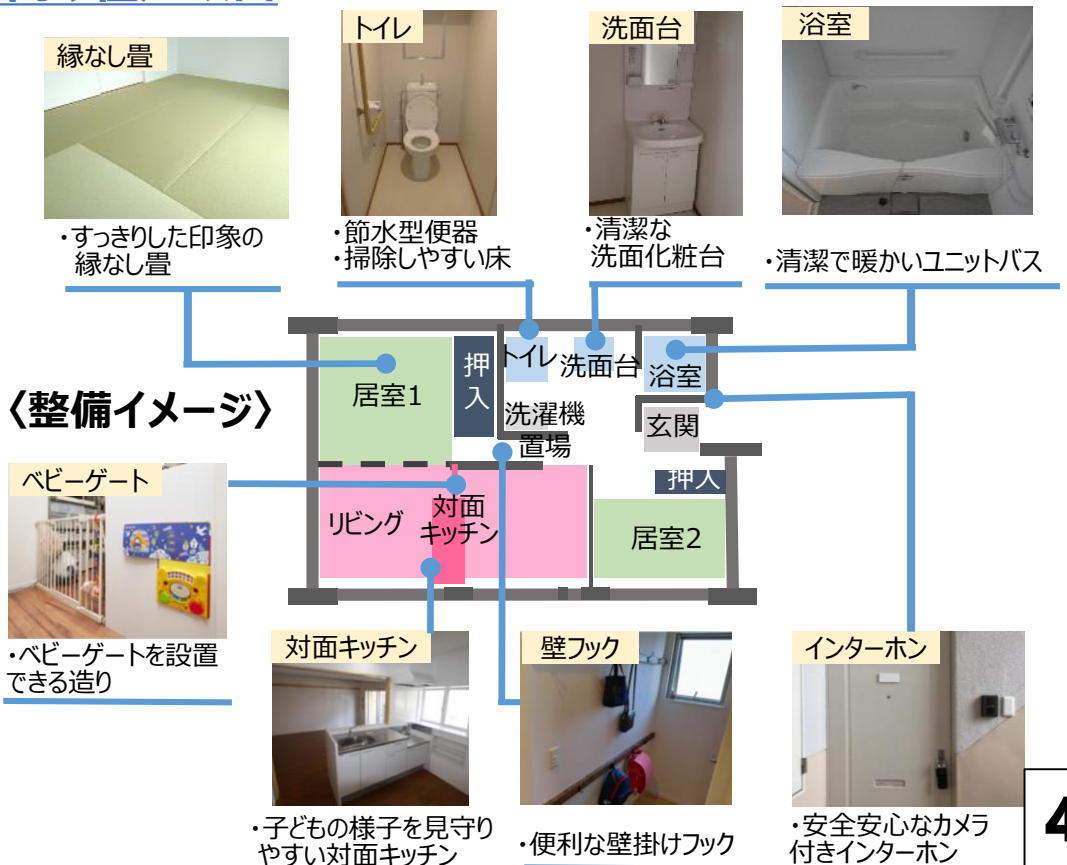 縁なし畳
トイレ
洗面台
浴室
・すっきりした印象の
縁なし畳
・節水型便器
・掃除しやすい床
・清潔な
洗面化粧台
・清潔で暖かいユニットバス
〈整備イメージ〉
居室1
押入
トイレ
洗面台
浴室
洗濯機
置場
玄関
押入
リビング
対面
キッチン
居室2
ベビーゲート
・ベビーゲートを設置
できる造り
対面キッチン
・子どもの様子を見守り
やすい対面キッチン
壁フック
・便利な壁掛けフック
インターホン
・安全安心なカメラ
付きインターホン
4